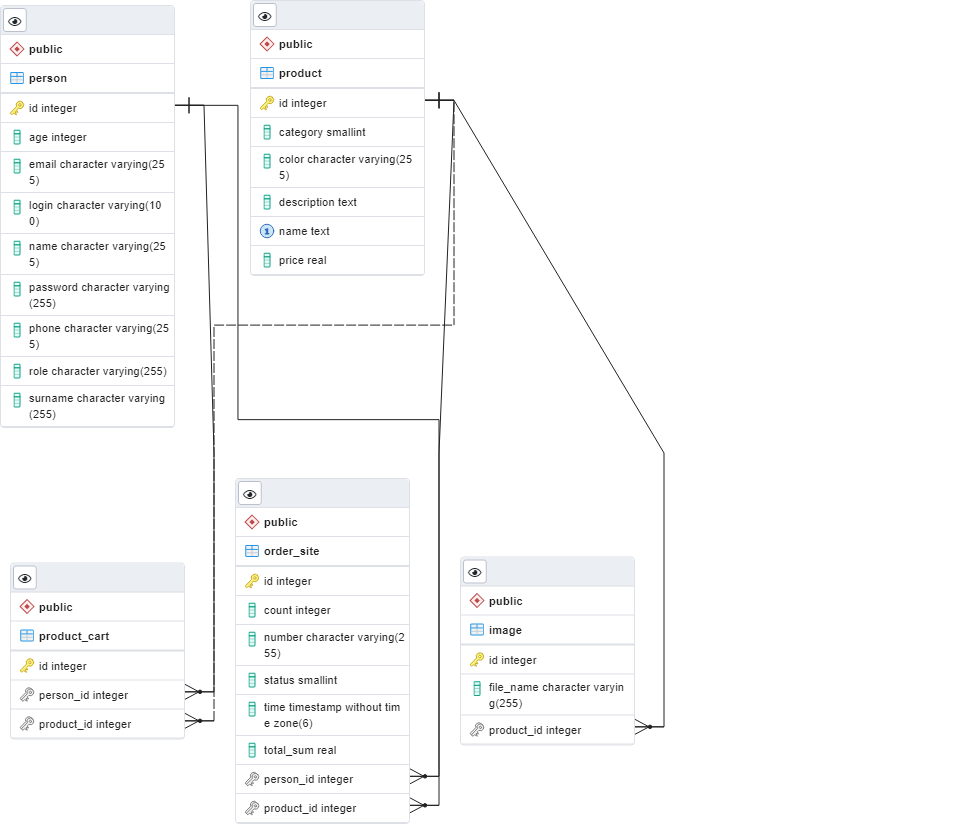 public
person
id integer
age integer
email character varying(25
5)
login character varying(10
0)
name character varying(25
5)
password character varying
(255)
phone character varying(25
5)
role character varying(255)
surname character varying
(255)
public
product
id integer
category smallint
color character varying(25
5)
description text
1 name text
price real
public
product_cart
id integer
person_id integer
product_id integer
public
order_site
id integer
count integer
number character varying(2
55)
status smallint
time timestamp without tim
e zone(6)
total_sum real
person_id integer
product_id integer
public
image
id integer
file_name character varyin
g(255)
product_id integer